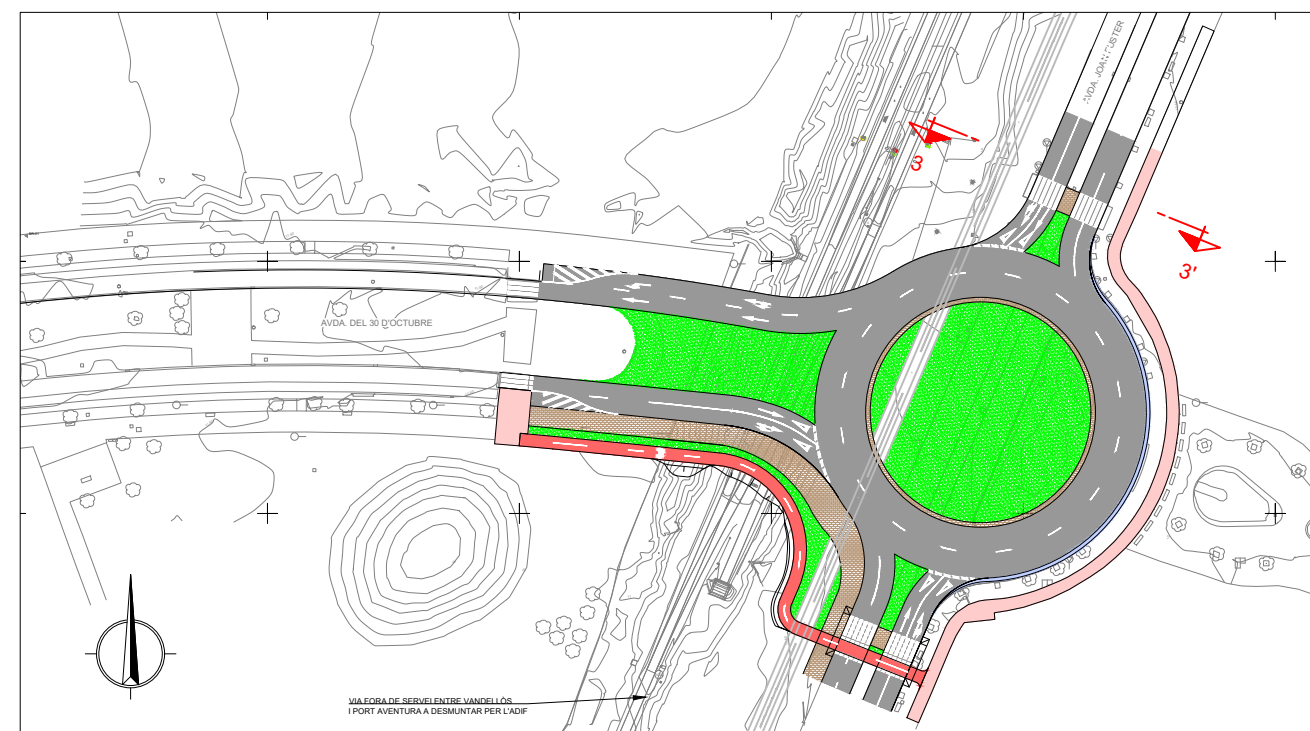 AVDA. JOAN FUSTER
3
3'
AVDA. DEL 30 D'OCTUBRE
VIA FORA DE SERVEI ENTRE VANDELLÒS
I PORT AVENTURA A DESMUNTAR PER L'ADIF